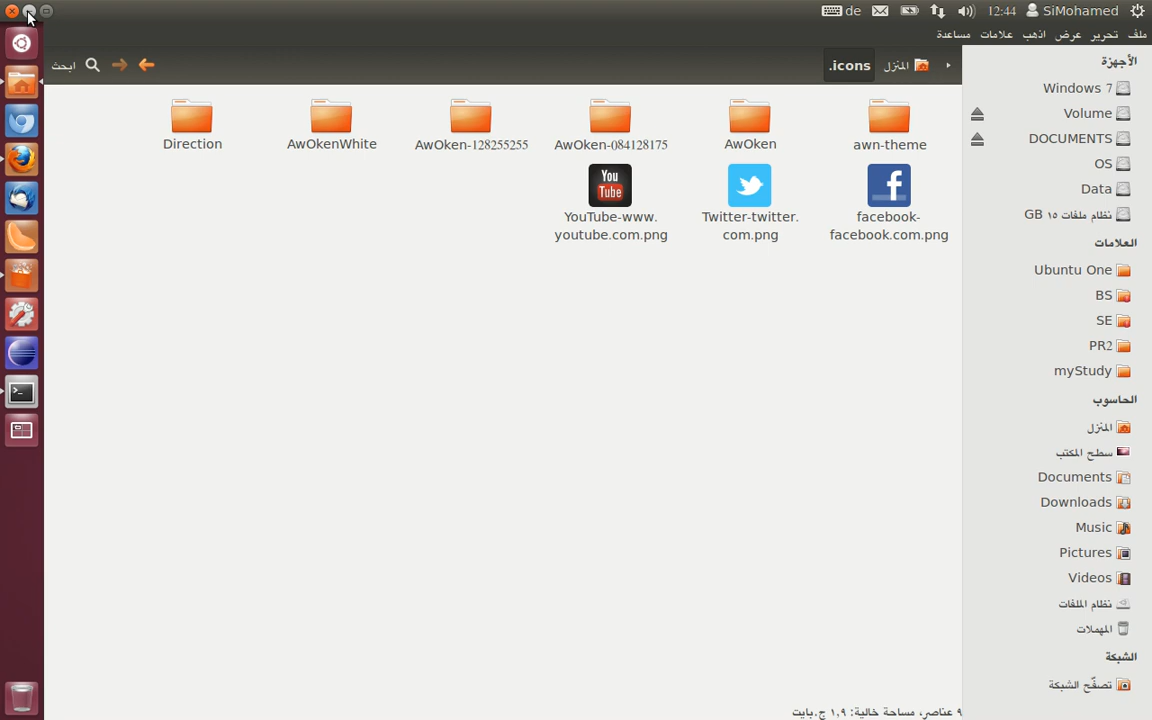 de
12:44
SiMohamed
ملف تحرير عرض اذهب علامات مساعدة
المنزل
.icons
ابحث
awn-theme
AwOken
AwOken-084128175
AwOken-128255255
AwOkenWhite
Direction
facebook-
facebook.com.png
Twitter-twitter.
com.png
You
Tube
YouTube-www.
youtube.com.png
الأجهزة
Windows 7
Volume
DOCUMENTS
OS
Data
نظام ملفات ١٥ GB
العلامات
Ubuntu One
BS
SE
PR2
myStudy
الحاسوب
المنزل
سطح المكتب
Documents
Downloads
Music
Pictures
Videos
نظام الملفات
المهملات
الشبكة
تصفّح الشبكة
٩ عناصر، مساحة خالية: ١,٩ ج.بايت